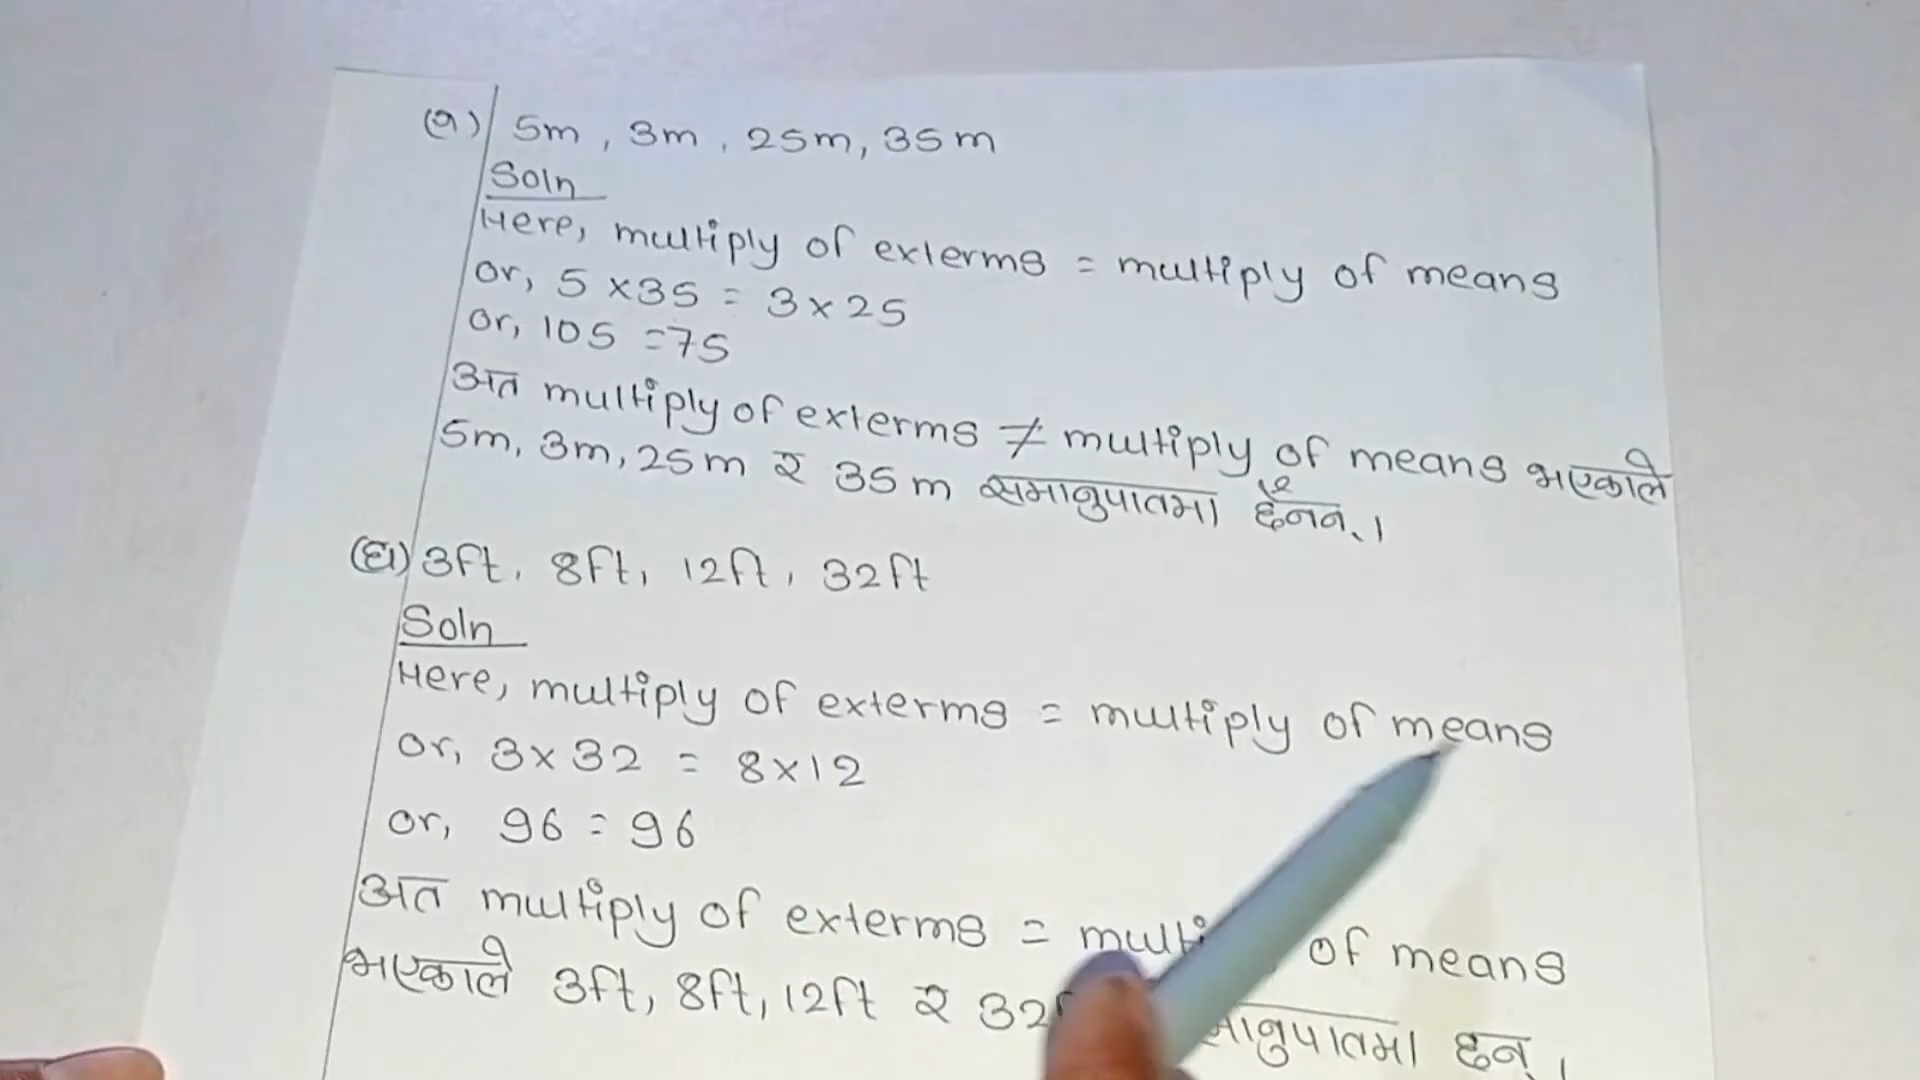 (ग) 5m, 3m, 25m, 35m
Soln
Here, multiply of exterms = multiply of means
or, 5 × 35 = 3 × 25
or, 105 = 75
अत multiply of exterms ≠ multiply of means भएकाले
5m, 3m, 25m र 35m समानुपातमा छैनन् ।
(घ) 3ft, 8ft, 12ft, 32ft
Soln
Here, multiply of exterms = multiply of means
or, 3 × 32 = 8 × 12
or, 96 = 96
अत multiply of exterms = of means
भएकाले 3ft, 8ft, 12ft र छन् ।